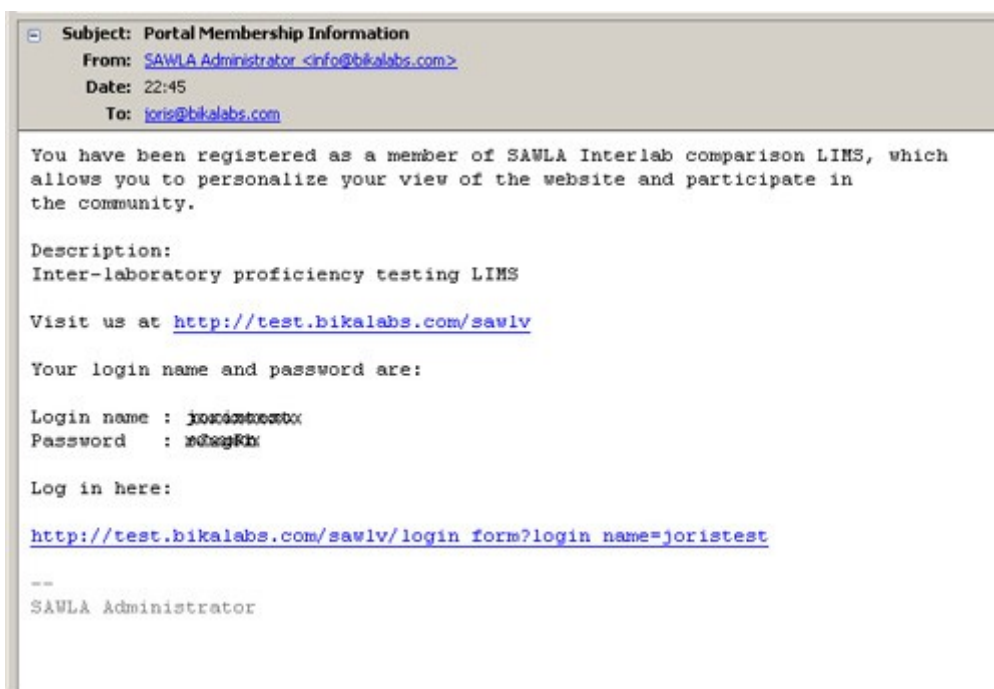 Subject: Portal Membership Information
From: SAWLA Administrator <info@bikalabs.com>
Date: 22:45
To: joris@bikalabs.com
You have been registered as a member of SAWLA Interlab comparison LIMS, which
allows you to personalize your view of the website and participate in
the community.
Description:
Inter-laboratory proficiency testing LIMS
Visit us at http://test.bikalabs.com/sawlv
Your login name and password are:
Login name :
Password :
Log in here:
http://test.bikalabs.com/sawlv/login_form?login_name=joristest
--
SAWLA Administrator